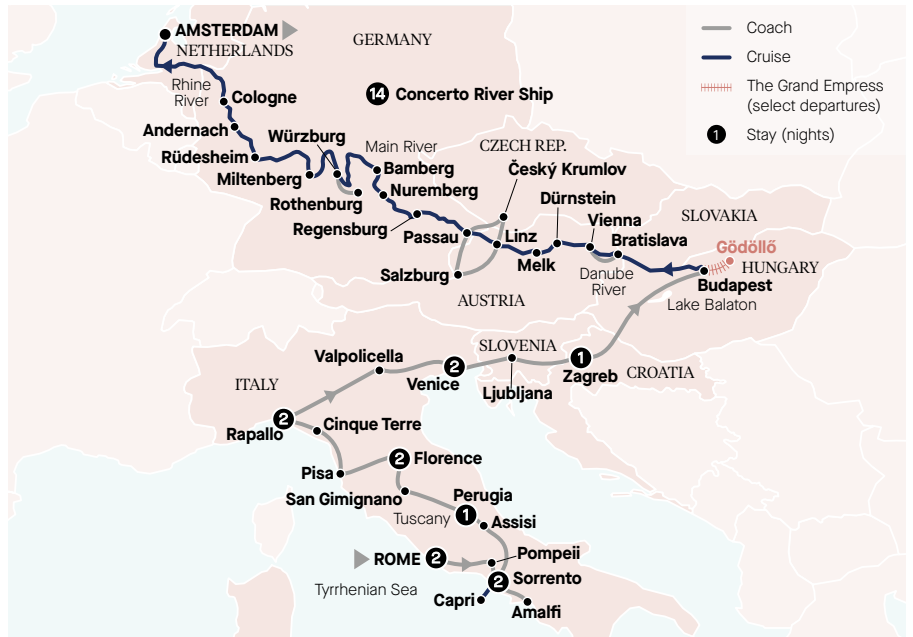 AMSTERDAM
NETHERLANDS
GERMANY
Coach
Cruise
The Grand Empress
(select departures)
1
Stay (nights)
Rhine
River
Cologne
14
Concerto River Ship
Andernach
Würzburg
Main River
CZECH REP.
Rüdesheim
Bamberg
Český Krumlov
Miltenberg
Nuremberg
Rothenburg
Dürnstein
Regensburg
Vienna
SLOVAKIA
Passau
Linz
Bratislava
Gödöllő
Salzburg
Melk
Danube
River
HUNGARY
Budapest
AUSTRIA
Lake Balaton
Valpolicella
SLOVENIA
ITALY
2
Venice
1
Zagreb
CROATIA
Ljubljana
2
Rapallo
Cinque Terre
Pisa
2
Florence
San Gimignano
Perugia
Tuscany
1
Assisi
ROME
2
Pompeii
Tyrrhenian Sea
2
Sorrento
Capri
Amalfi